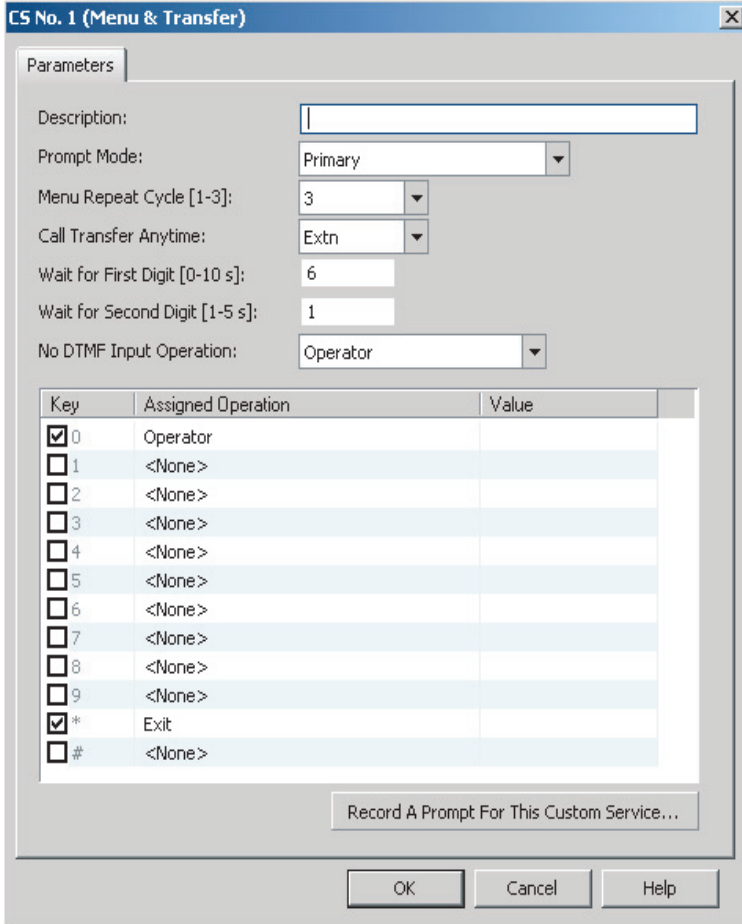 CS No. 1 (Menu & Transfer)
Parameters
Description:
Prompt Mode: Primary
Menu Repeat Cycle [1-3]: 3
Call Transfer Anytime: Extn
Wait for First Digit [0-10 s]: 6
Wait for Second Digit [1-5 s]: 1
No DTMF Input Operation: Operator
Key Assigned Operation Value
0 Operator
1 <None>
2 <None>
3 <None>
4 <None>
5 <None>
6 <None>
7 <None>
8 <None>
9 <None>
* Exit
# <None>
Record A Prompt For This Custom Service...
OK Cancel Help